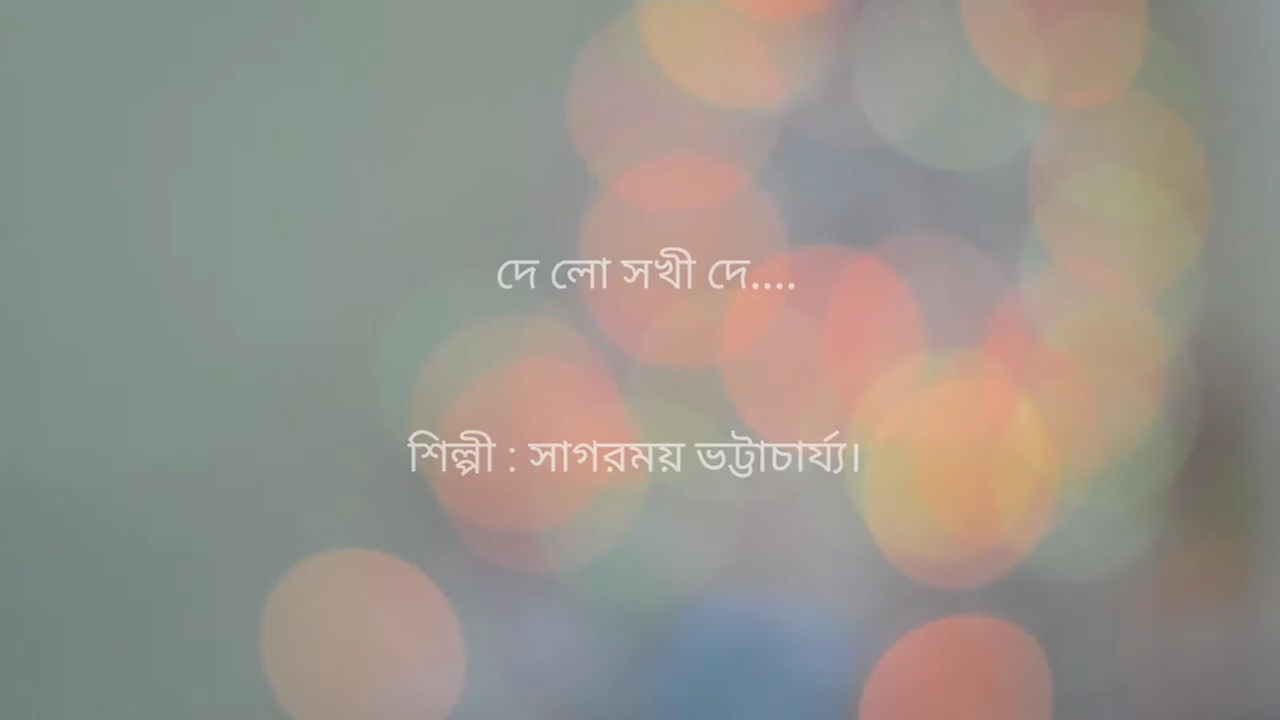 দে লো সখী দে....
শিল্পী : সাগরময় ভট্টাচার্য্য।